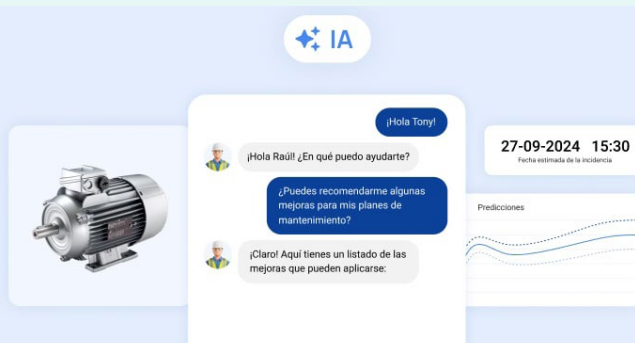 IA
¡Hola Tony!
¡Hola Raúl! ¿En qué puedo ayudarte?
¿Puedes recomendarme algunas
mejoras para mis planes de
mantenimiento?
¡Claro! Aquí tienes un listado de las
mejoras que pueden aplicarse:
27-09-2024 15:30
Fecha estimada de la incidencia
Predicciones